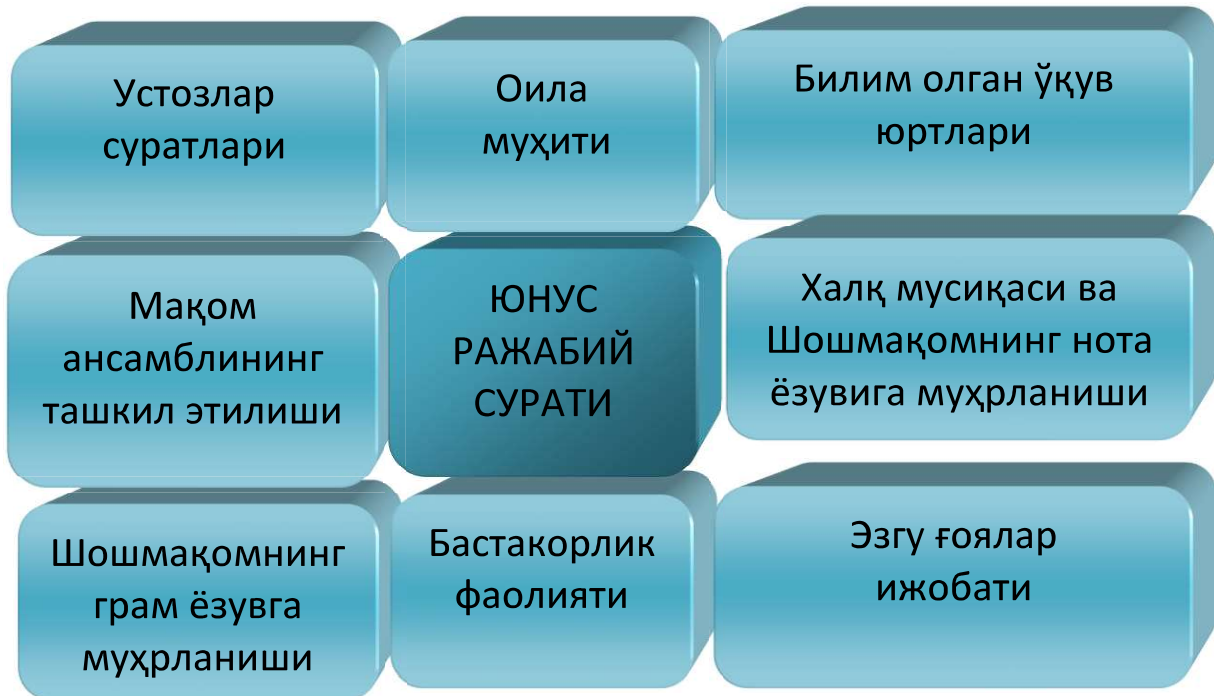 Устозлар
суратлари
Оила
муҳити
Билим олган ўқув
юртлари
Мақом
ансамблининг
ташкил этилиши
ЮНУС
РАЖАБИЙ
СУРАТИ
Халқ мусиқаси ва
Шошмақомнинг нота
ёзувига муҳрланиши
Шошмақомнинг
грам ёзувга
муҳрланиши
Бастакорлик
фаолияти
Эзгу ғоялар
ижобати